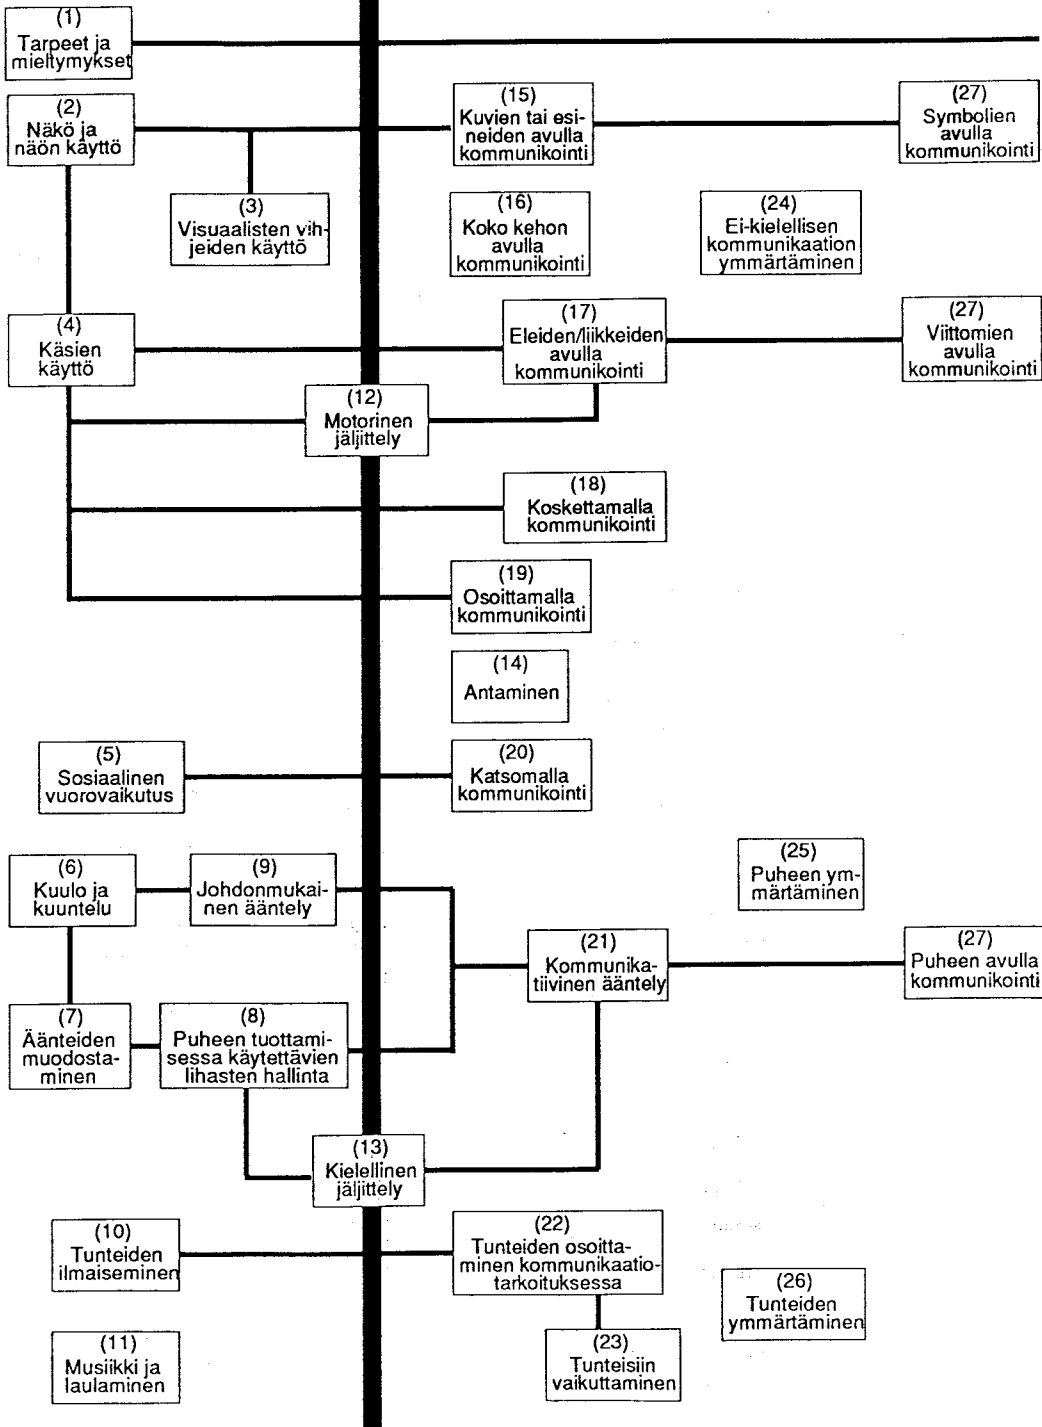 (1)
Tarpeet ja
mieltymykset
(2)
Näkö ja
näön käyttö
(15)
Kuvien tai esi-
neiden avulla
kommunikointi
(27)
Symbolien
avulla
kommunikointi
(3)
Visuaalisten vih-
jeiden käyttö
(16)
Koko kehon
avulla
kommunikointi
(24)
Ei-kielellisen
kommunikaation
ymmärtäminen
(4)
Käsien
käyttö
(17)
Eleiden/liikkeiden
avulla
kommunikointi
(27)
Viittomien
avulla
kommunikointi
(12)
Motorinen
jäljittely
(18)
Koskettamalla
kommunikointi
(19)
Osoittamalla
kommunikointi
(14)
Antaminen
(5)
Sosiaalinen
vuorovaikutus
(20)
Katsomalla
kommunikointi
(6)
Kuulo ja
kuuntelu
(9)
Johdonmukai-
nen ääntely
(25)
Puheen ym-
märtäminen
(21)
Kommunika-
tiivinen ääntely
(27)
Puheen avulla
kommunikointi
(7)
Äänteiden
muodosta-
minen
(8)
Puheen tuottami-
sessa käytettävien
lihasten hallinta
(13)
Kielellinen
jäljittely
(10)
Tunteiden
ilmaiseminen
(22)
Tunteiden osoitta-
minen kommunikaatio-
tarkoituksessa
(26)
Tunteiden
ymmärtäminen
(11)
Musiikki ja
laulaminen
(23)
Tunteisiin
vaikuttaminen